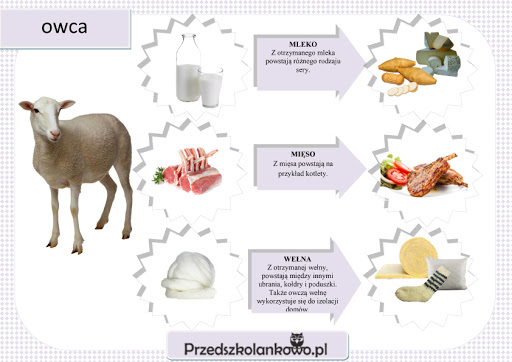 owca
MLEKO
Z otrzymanego mleka
powstają różnego rodzaju
sery.
MIĘSO
Z mięsa powstają na
przykład kotlety.
WEŁNA
Z otrzymanej wełny,
powstają między innymi
ubrania, kołdry i poduszki.
Także owczą wełnę
wykorzystuje się do izolacji
domów
Przedszkolankowo.pl